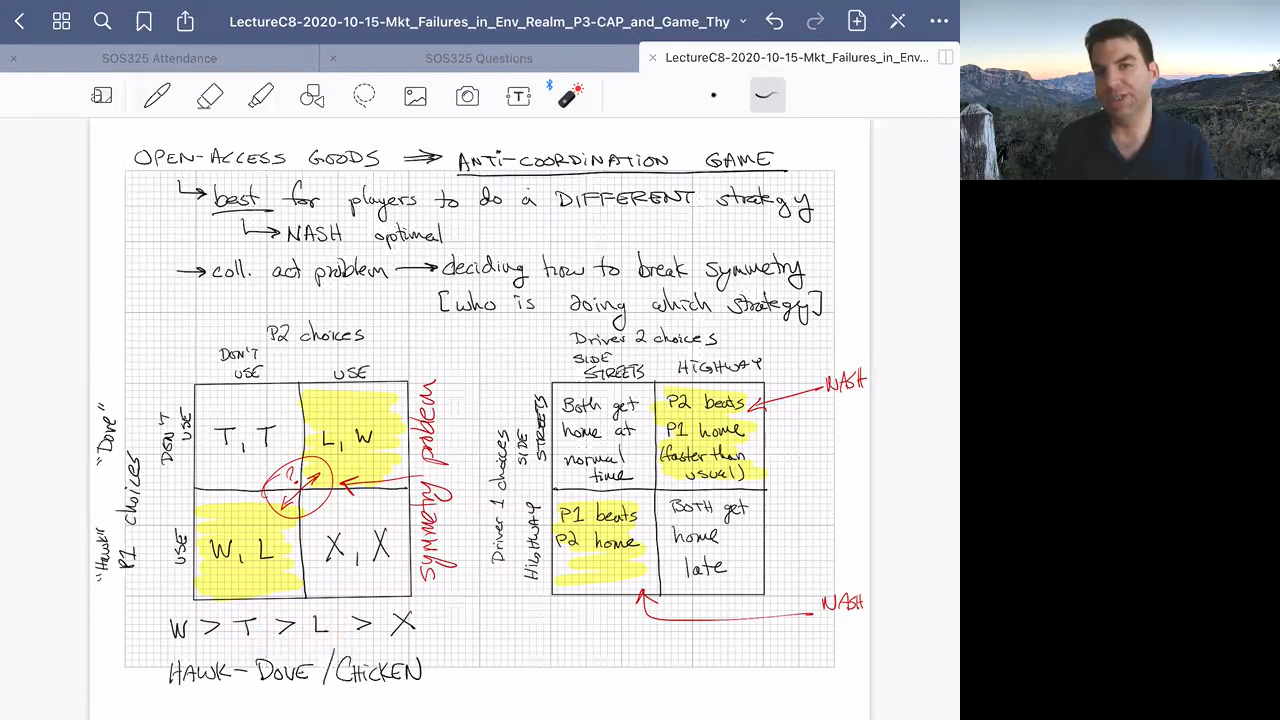 LectureC8-2020-10-15-Mkt_Failures_in_Env_Realm_P3-CAP_and_Game_Thy
SOS325 Attendance
SOS325 Questions
LectureC8-2020-10-15-Mkt_Failures_in_Env...
T
OPEN-ACCESS GOODS ⇒ ANTI-COORDINATION GAME
↳ best for players to do a DIFFERENT strategy
↳ NASH optimal
→ coll. act problem → deciding how to break symmetry
[who is doing which strategy]
P2 choices
DON'T USE
USE
"Dove"
"Hawk"
P1 choices
DON'T USE
USE
T, T
L, W
?
W, L
X, X
symmetry problem
W > T > L > X
HAWK-DOVE/CHICKEN
Driver 2 choices
SIDE STREETS
HIGHWAY
Driver 1 choices
SIDE STREETS
HIGHWAY
Both get
home at
normal
time
P2 beats
P1 home
(faster than
usual)
P1 beats
P2 home
BOTH get
home
late
NASH
NASH